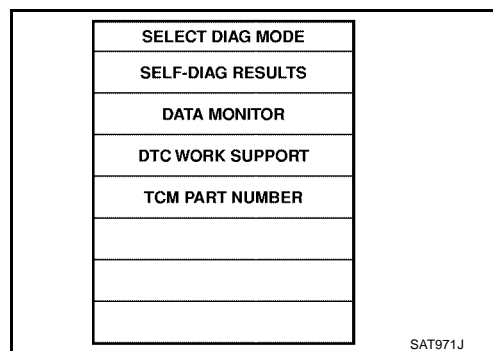 SELECT DIAG MODE
SELF-DIAG RESULTS
DATA MONITOR
DTC WORK SUPPORT
TCM PART NUMBER
SAT971J